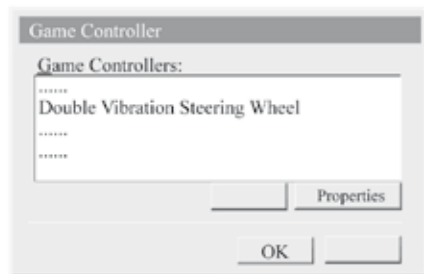 Game Controller
Game Controllers:
......
Double Vibration Steering Wheel
......
......
Properties
OK